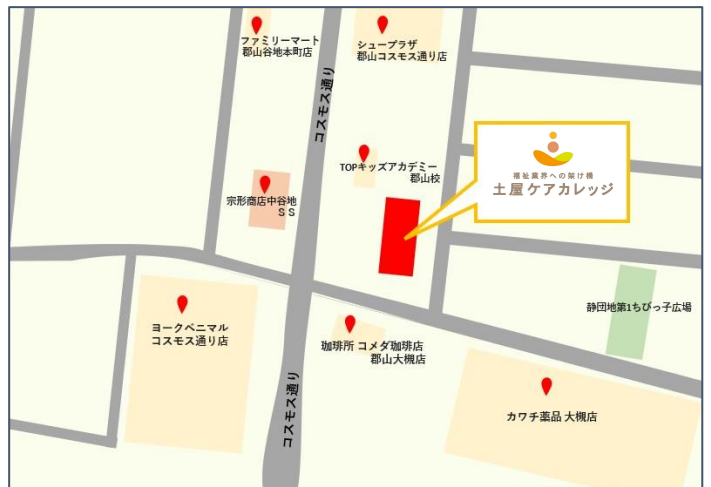 ファミリーマート
郡山谷地本町店
シュープラザ
郡山コスモス通り店
コスモス通り
TOPキッズアカデミー
郡山校
福祉業界への架け橋
土屋ケアカレッジ
宗形商店中谷地
SS
静団地第1ちびっ子広場
ヨークベニマル
コスモス通り店
珈琲所 コメダ珈琲店
郡山大槻店
コスモス通り
カワチ薬品 大槻店